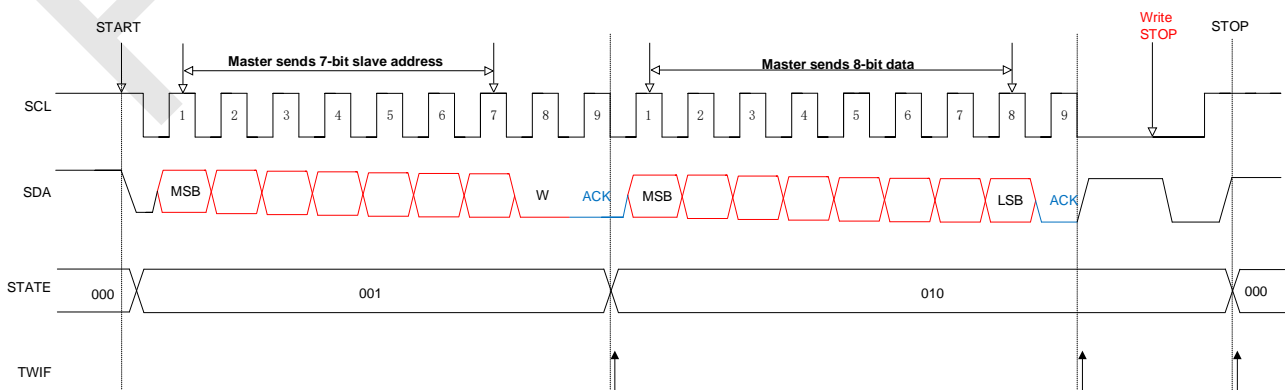 START
Write
STOP
STOP
Master sends 7-bit slave address
Master sends 8-bit data
SCL
1 2 3 4 5 6 7 8 9 1 2 3 4 5 6 7 8 9
SDA
MSB W ACK MSB LSB ACK
STATE
000 001 010 000
TWIF